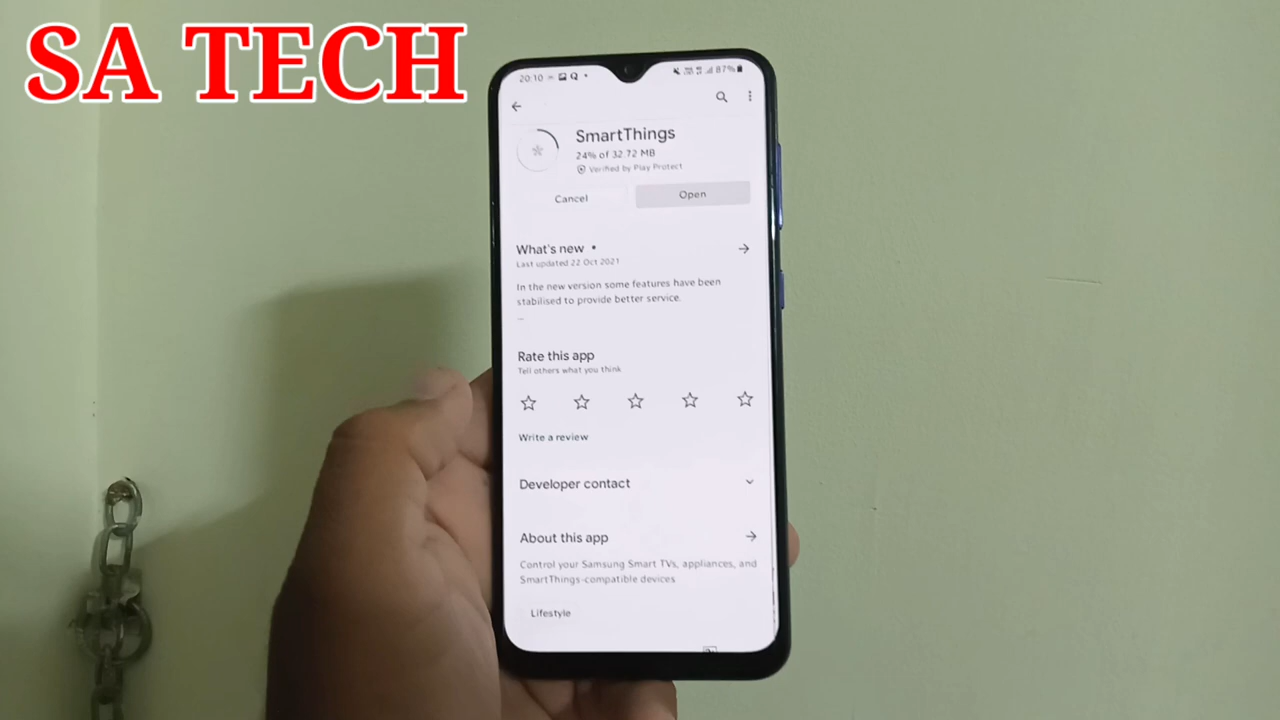 SA TECH
20:10
87%
SmartThings
24% of 32.72 MB
Verified by Play Protect
Cancel
Open
What's new •
Last updated 22 Oct 2021
In the new version some features have been
stabilised to provide better service.
...
Rate this app
Tell others what you think
Write a review
Developer contact
About this app
Control your Samsung Smart TVs, appliances, and
SmartThings-compatible devices
Lifestyle